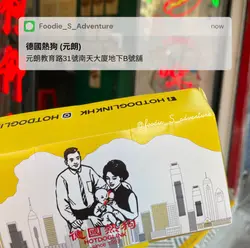 Foodie_S_Adventure
now
德國熱狗 (元朗)
元朗教育路31號南天大廈地下B號舖
HOTDOGLINKHK
@foodie_S_adventure
德國熱狗
HOTDOGLINK